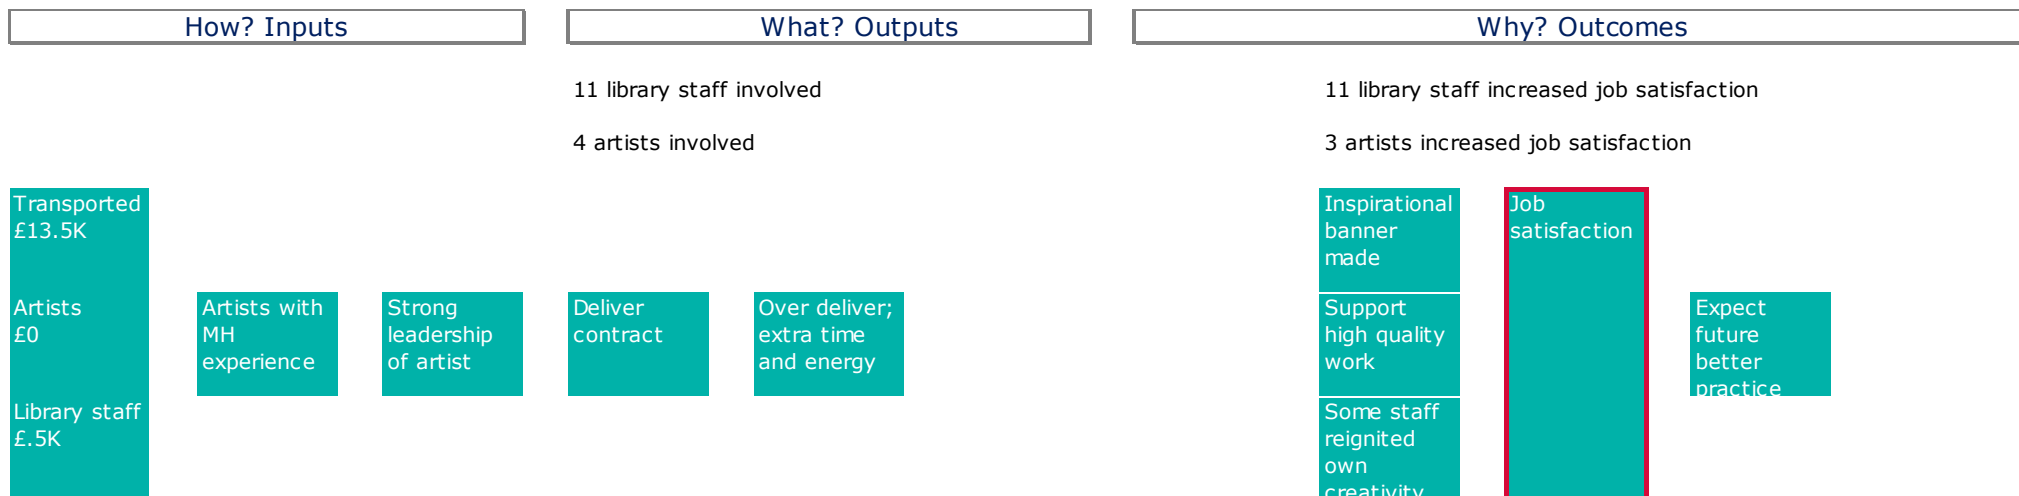 How? Inputs
What? Outputs
Why? Outcomes
11 library staff involved
11 library staff increased job satisfaction
4 artists involved
3 artists increased job satisfaction
Transported
£13.5K
Inspirational
banner
made
Job
satisfaction
Artists
£0
Artists with
MH
experience
Strong
leadership
of artist
Deliver
contract
Over deliver;
extra time
and energy
Support
high quality
work
Expect
future
better
practice
Library staff
£.5K
Some staff
reignited
own
creativity